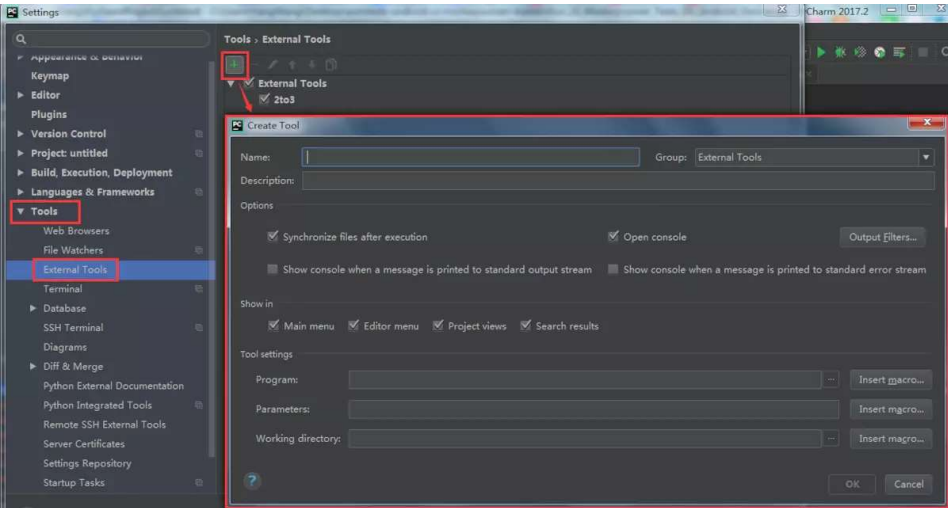 Settings
Charm 2017.2
Tools › External Tools
Appearance & Behavior
Keymap
Editor
Plugins
Version Control
Project: untitled
Build, Execution, Deployment
Languages & Frameworks
Tools
Web Browsers
File Watchers
External Tools
Terminal
Database
SSH Terminal
Diagrams
Diff & Merge
Python External Documentation
Python Integrated Tools
Remote SSH External Tools
Server Certificates
Settings Repository
Startup Tasks
External Tools
2to3
Create Tool
Name:
Group: External Tools
Description:
Options
Synchronize files after execution
Open console
Output Filters...
Show console when a message is printed to standard output stream
Show console when a message is printed to standard error stream
Show in
Main menu
Editor menu
Project views
Search results
Tool settings
Program:
Insert macro...
Parameters:
Insert macro...
Working directory:
Insert macro...
OK
Cancel